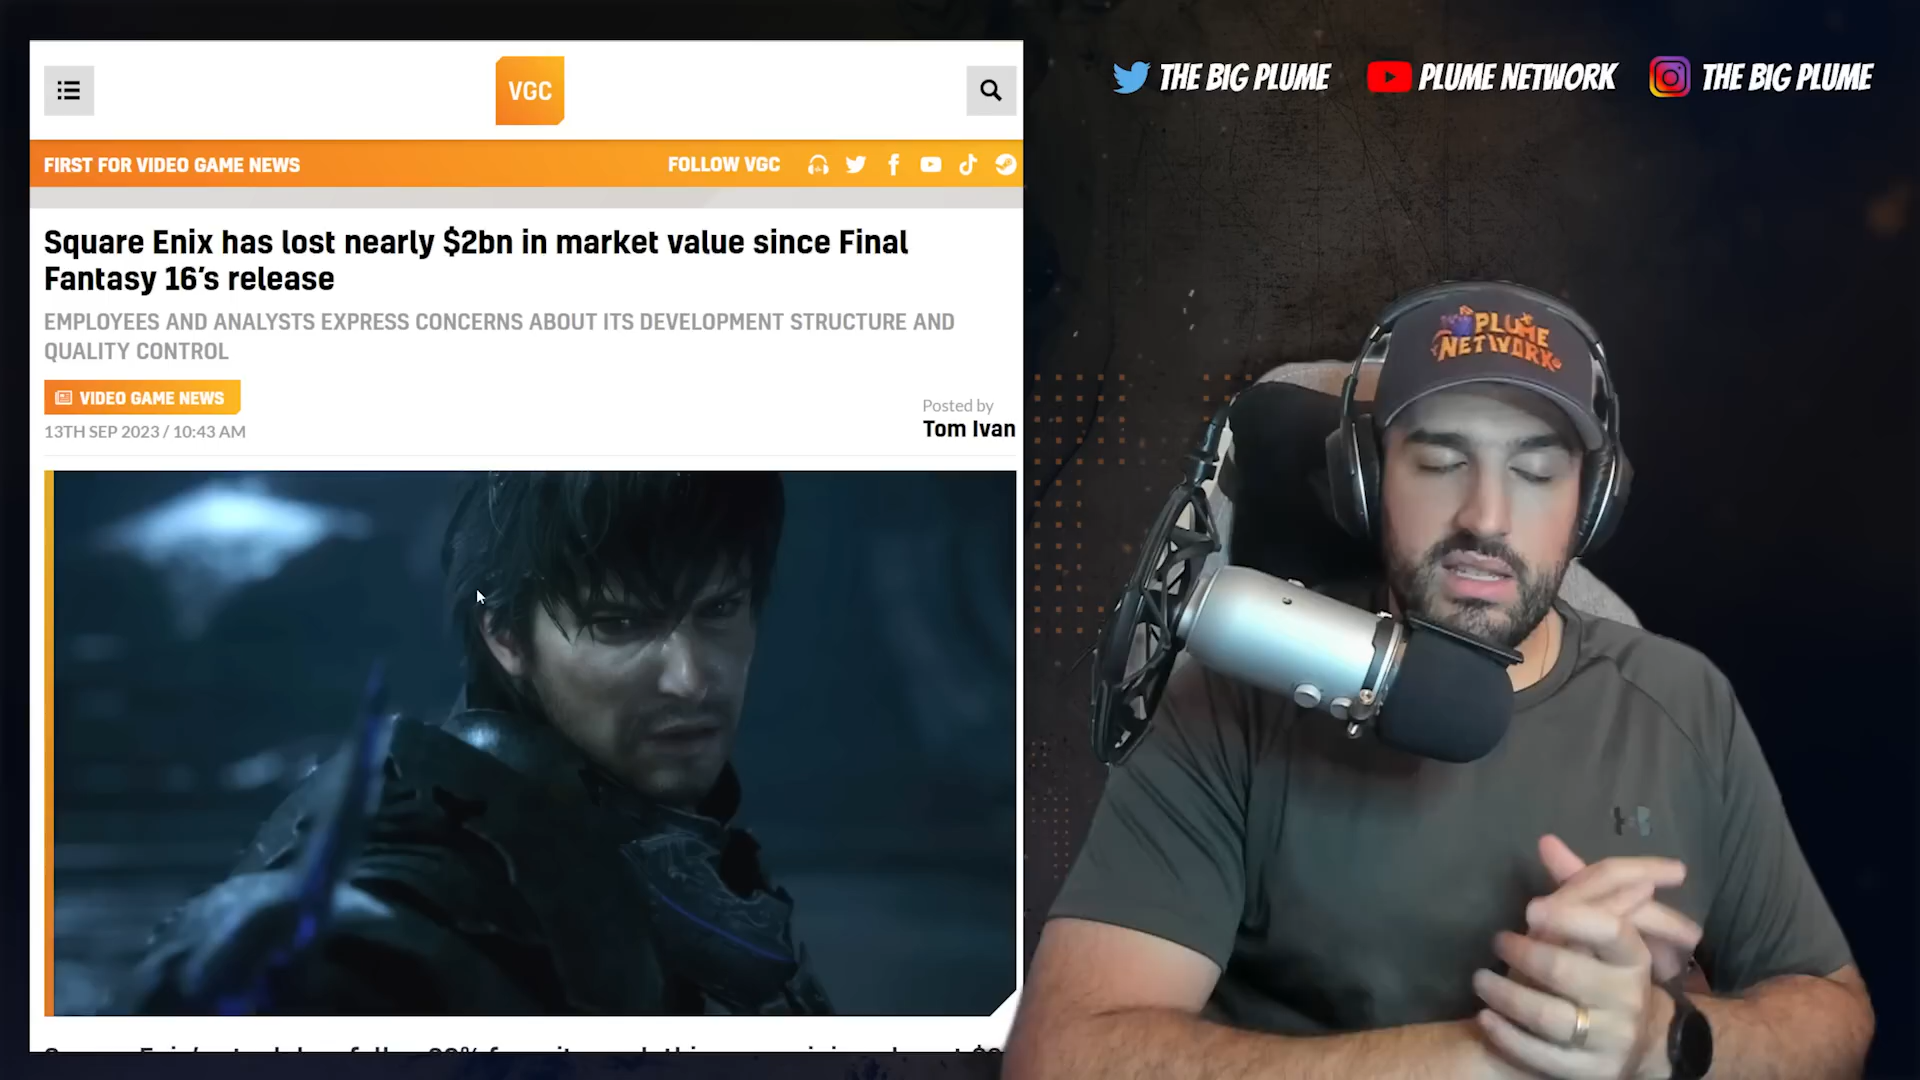 VGC
THE BIG PLUME
PLUME NETWORK
THE BIG PLUME
FIRST FOR VIDEO GAME NEWS
FOLLOW VGC
Square Enix has lost nearly $2bn in market value since Final
Fantasy 16's release
EMPLOYEES AND ANALYSTS EXPRESS CONCERNS ABOUT ITS DEVELOPMENT STRUCTURE AND
QUALITY CONTROL
VIDEO GAME NEWS
13TH SEP 2023 / 10:43 AM
Posted by
Tom Ivan
PLUME
NETWORK